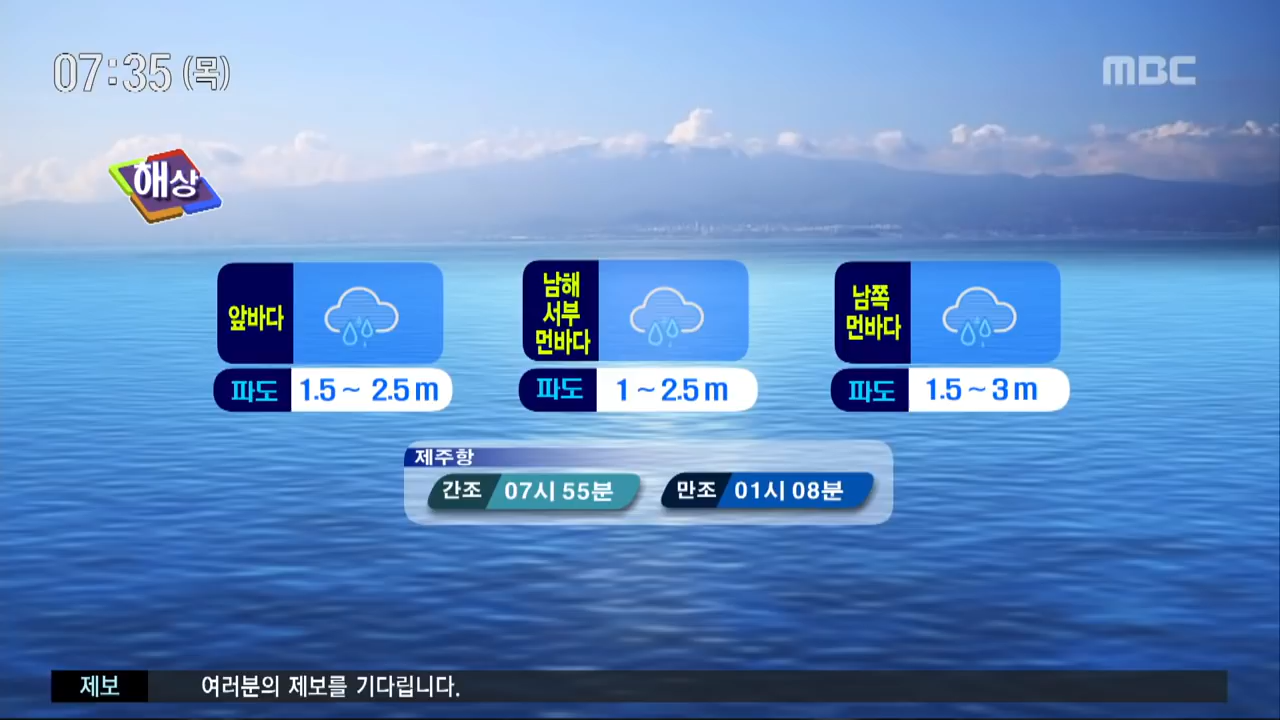 07:35 (목)
MBC
해상
앞바다
파도 1.5 ~ 2.5 m
남해
서부
먼바다
파도 1 ~ 2.5 m
남쪽
먼바다
파도 1.5 ~ 3 m
제주항
간조 07시 55분
만조 01시 08분
제보 여러분의 제보를 기다립니다.